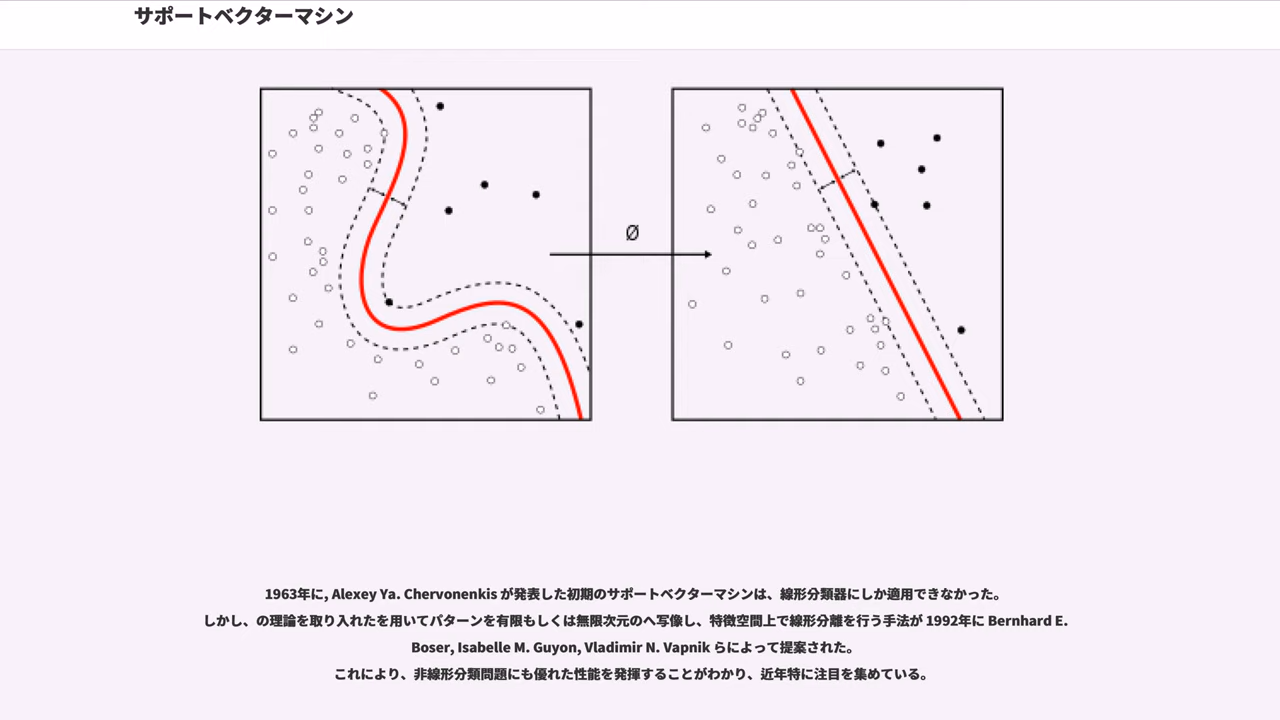 サポートベクターマシン
Ø
1963年に, Alexey Ya. Chervonenkis が発表した初期のサポートベクターマシンは、線形分類器にしか適用できなかった。
しかし、の理論を取り入れたを用いてパターンを有限もしくは無限次元のへ写像し、特徴空間上で線形分離を行う手法が 1992年に Bernhard E.
Boser, Isabelle M. Guyon, Vladimir N. Vapnik らによって提案された。
これにより、非線形分類問題にも優れた性能を発揮することがわかり、近年特に注目を集めている。